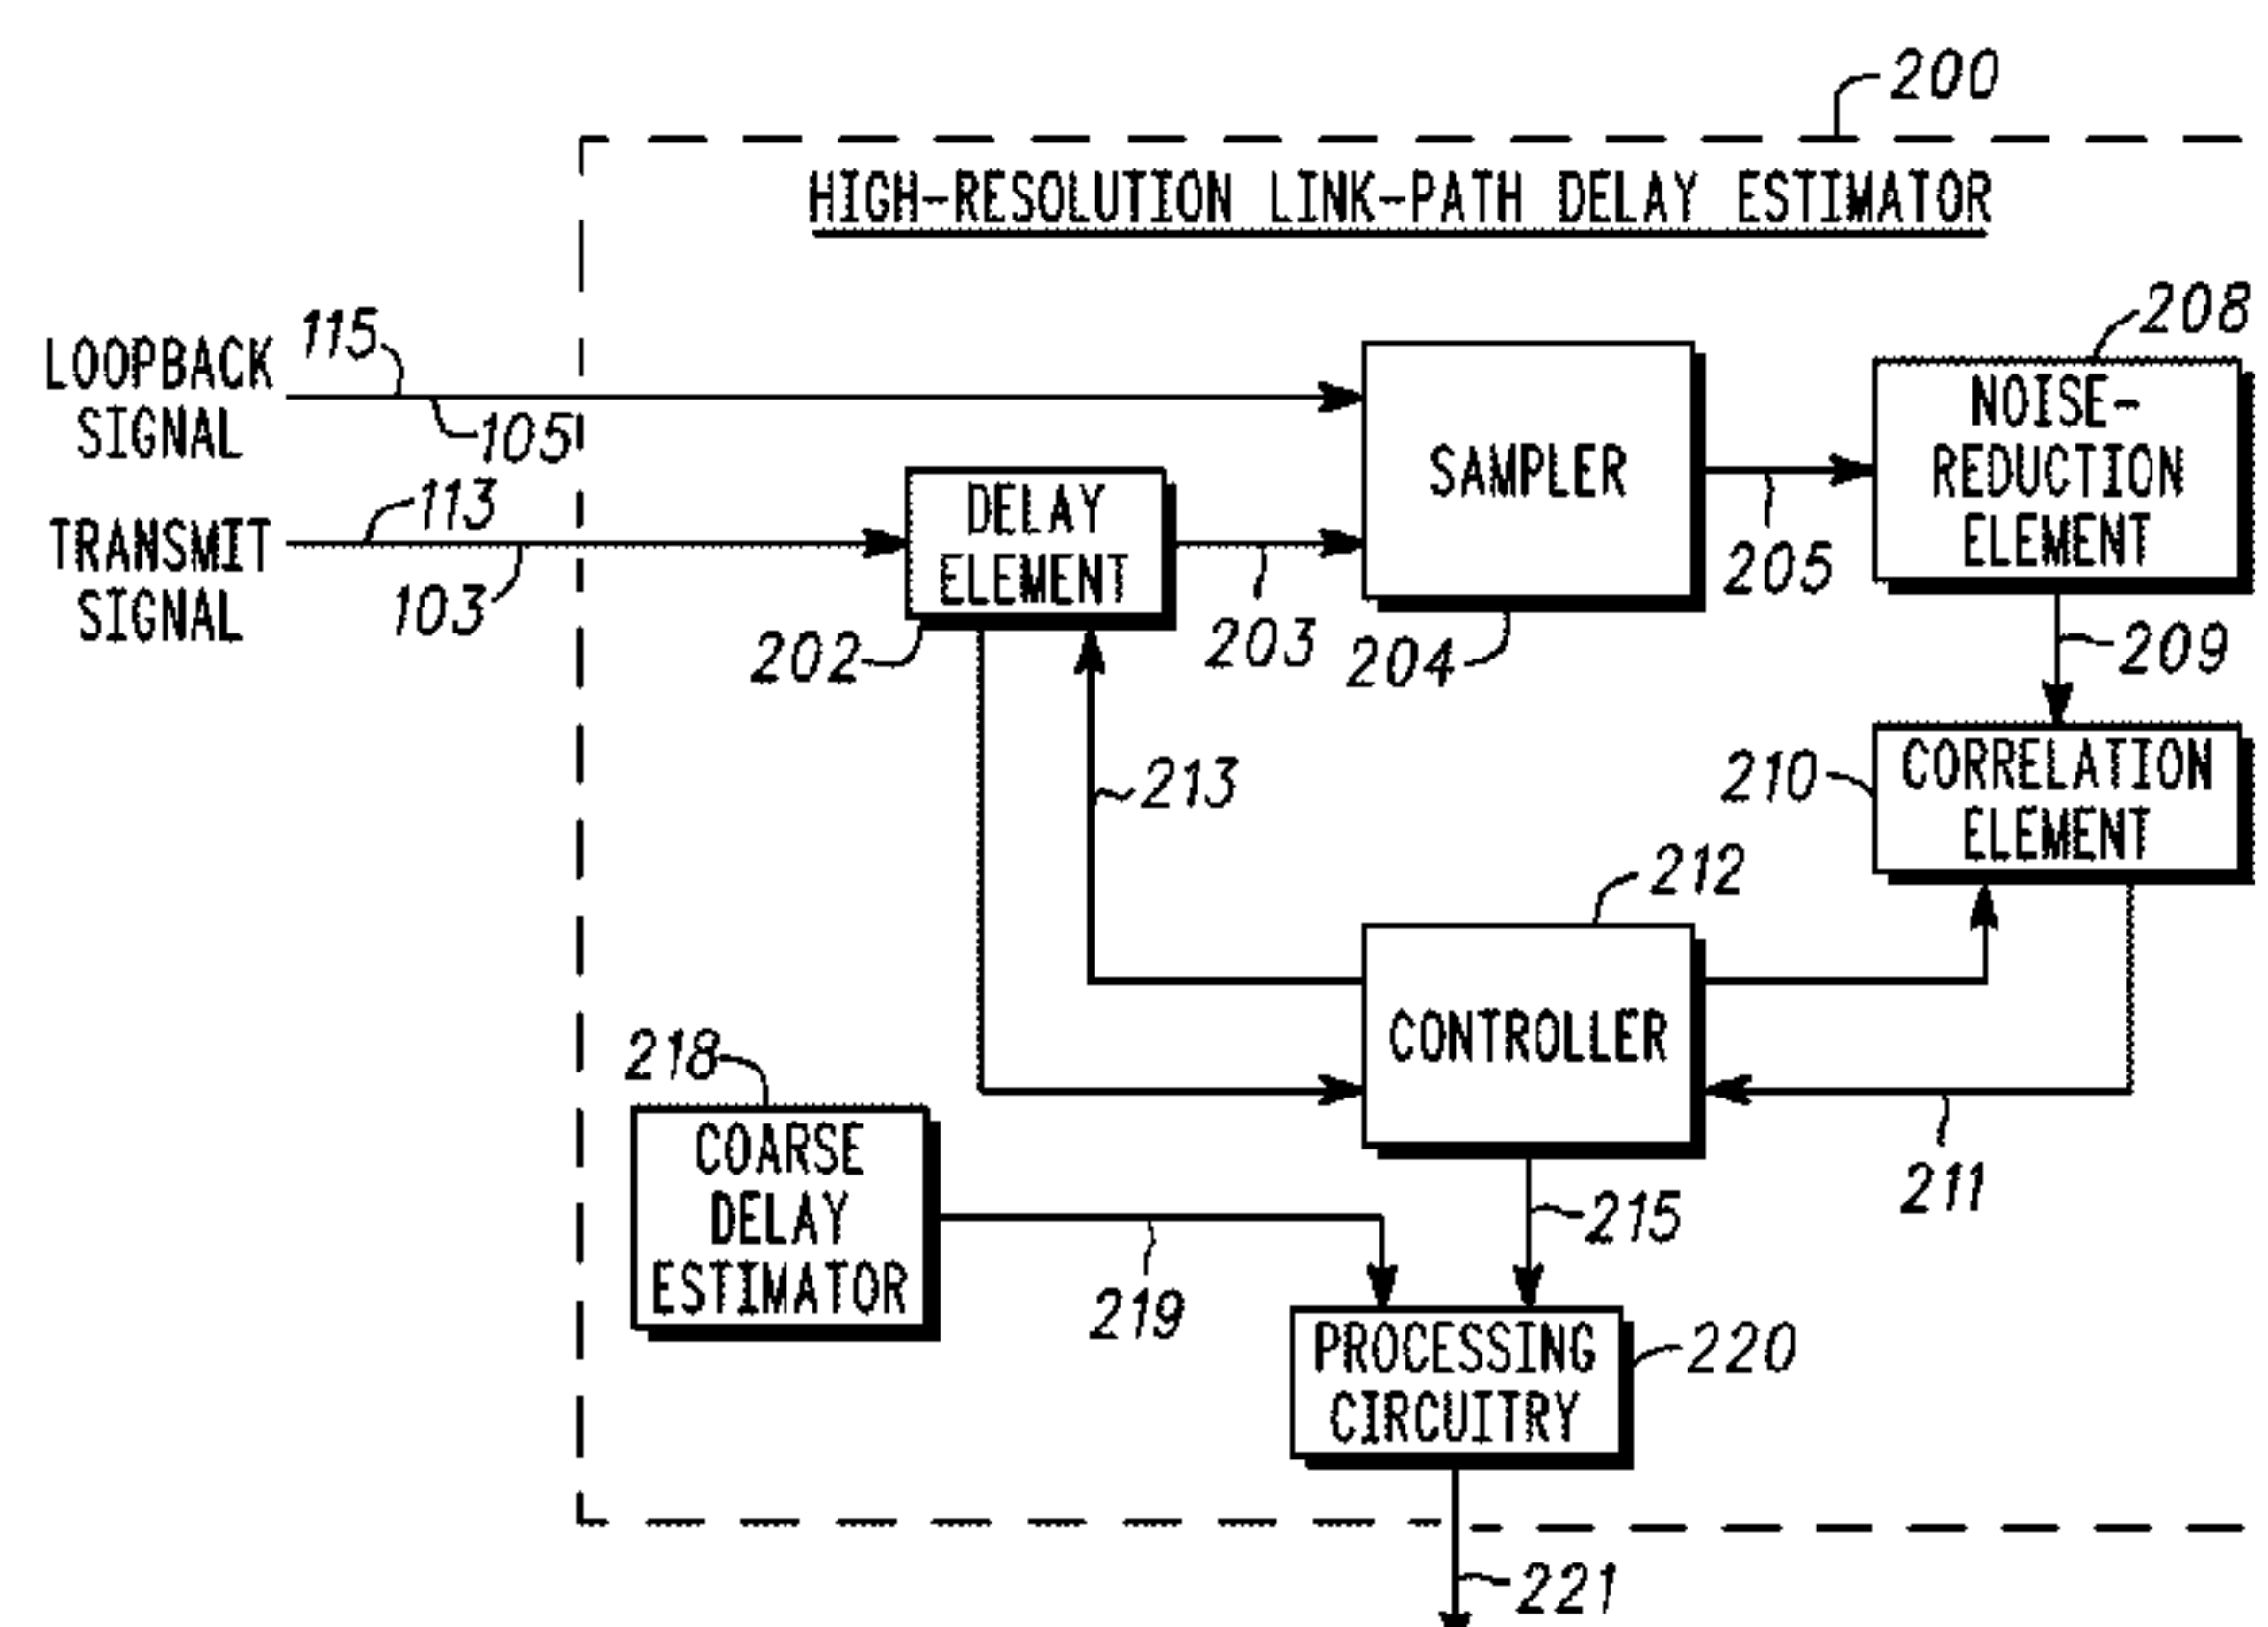 200
HIGH-RESOLUTION LINK-PATH DELAY ESTIMATOR
LOOPBACK
SIGNAL
115
105
TRANSMIT
SIGNAL
113
103
DELAY
ELEMENT
202
203
SAMPLER
204
205
208
NOISE-
REDUCTION
ELEMENT
209
210
CORRELATION
ELEMENT
213
212
CONTROLLER
211
218
COARSE
DELAY
ESTIMATOR
219
215
PROCESSING
CIRCUITRY
220
221